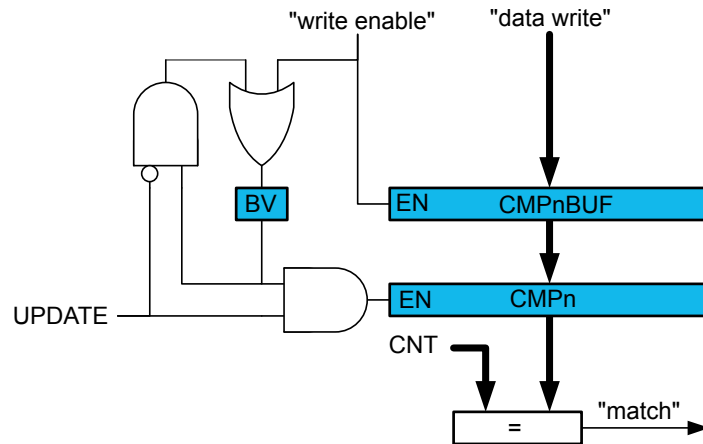 "write enable"
"data write"
BV
EN
CMPnBUF
EN
CMPn
UPDATE
CNT
=
"match"